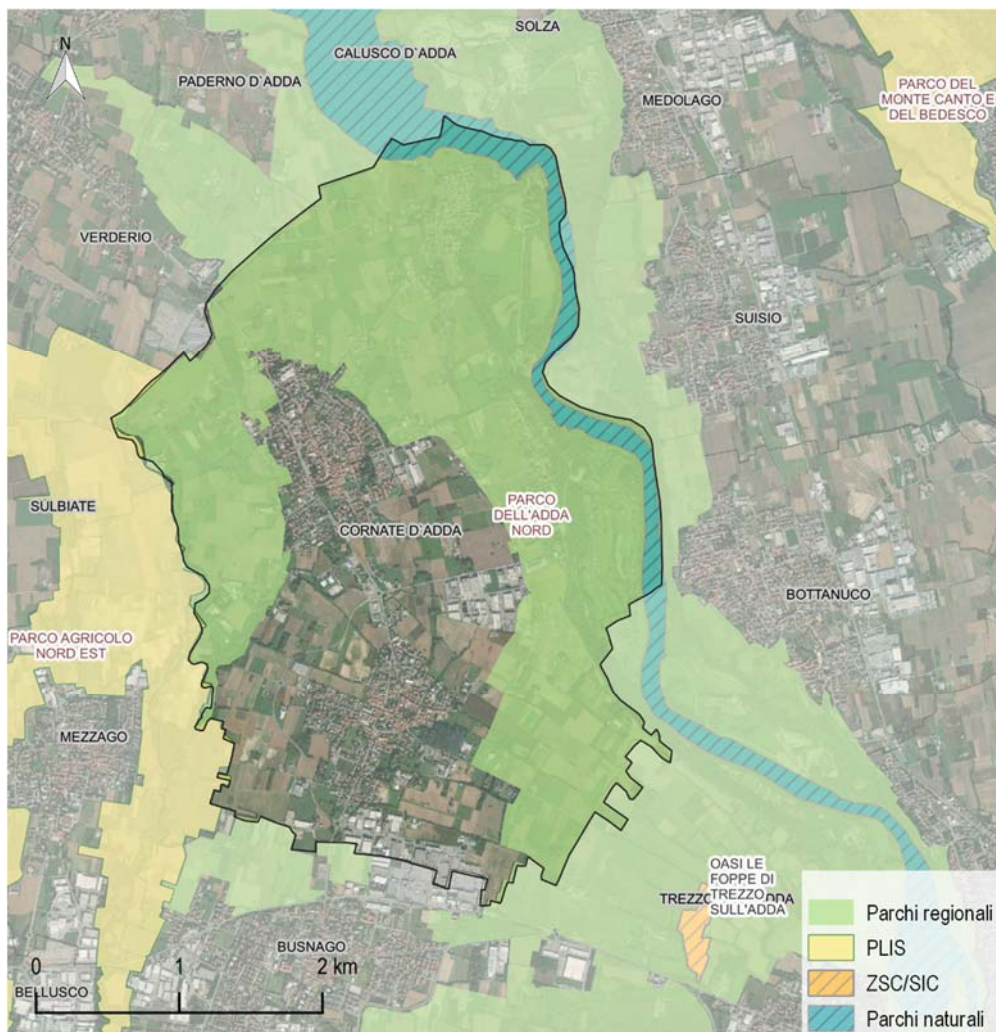 SOLZA
CALUSCO D'ADDA
N
PADERNO D'ADDA
MEDOLAGO
PARCO DEL
MONTE CANTO E
DEL BEDESCO
VERDERIO
SUISIO
SULBIATE
PARCO
DELL'ADDA
NORD
CORNATE D'ADDA
BOTTANUCO
PARCO AGRICOLO
NORD EST
MEZZAGO
OASI LE
FOPPE DI
TREZZO
SULL'ADDA
TREZZO DDA
BUSNAGO
BELLUSCO
0 1 2 km
Parchi regionali
PLIS
ZSC/SIC
Parchi naturali